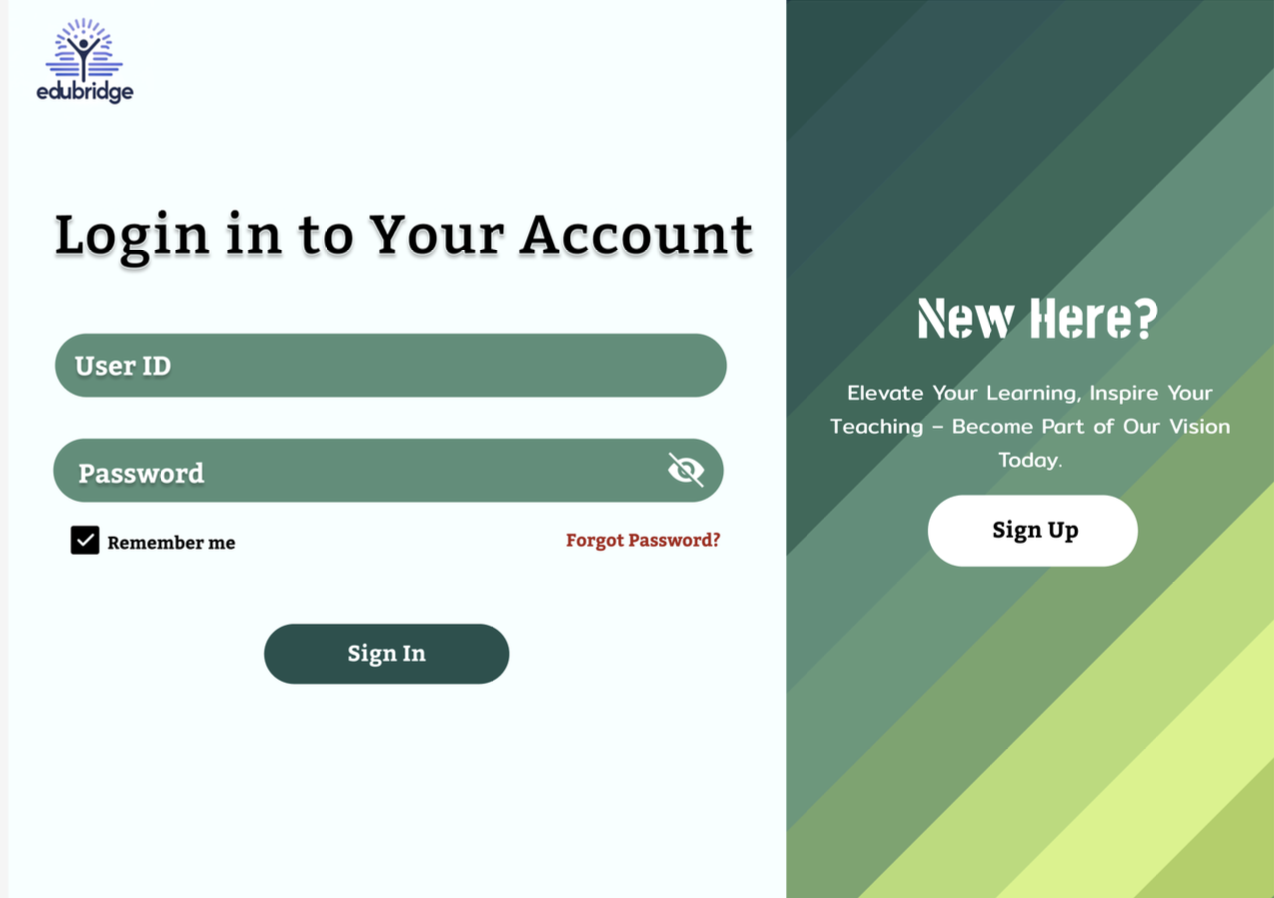 edubridge
Login in to Your Account
User ID
Password
Remember me
Forgot Password?
Sign In
New Here?
Elevate Your Learning, Inspire Your
Teaching – Become Part of Our Vision
Today.
Sign Up